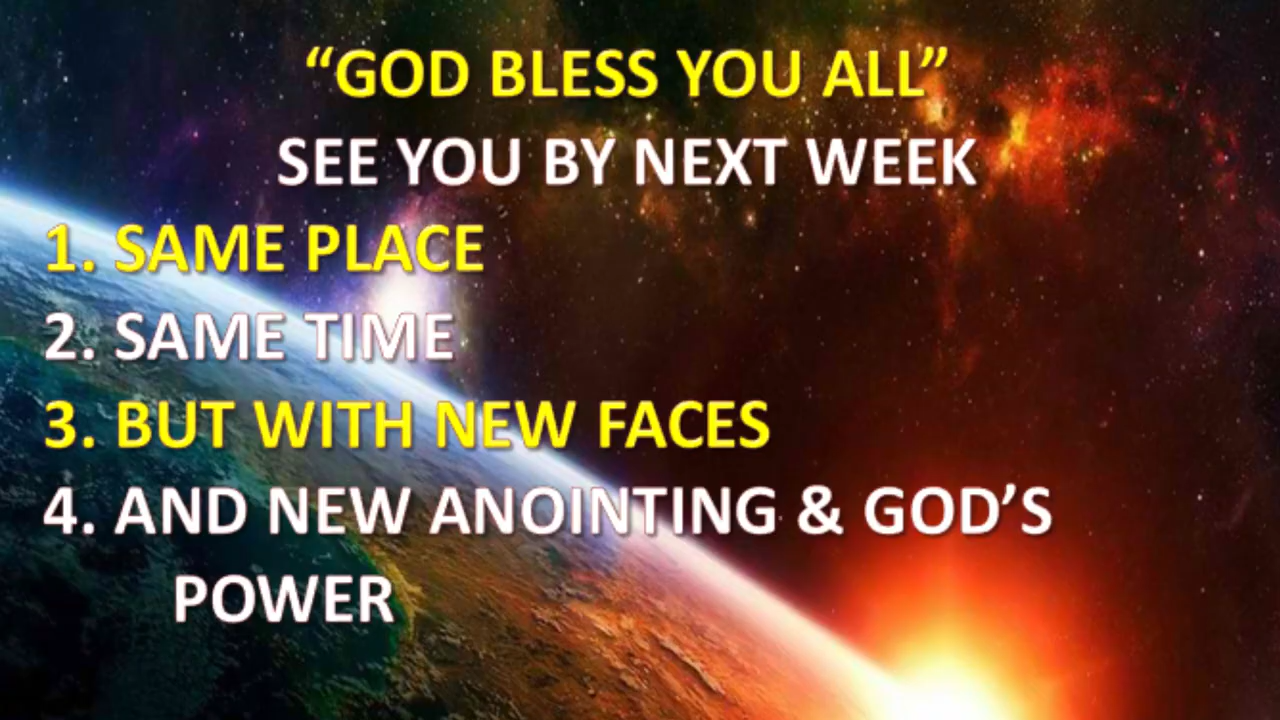 “GOD BLESS YOU ALL”
SEE YOU BY NEXT WEEK
1. SAME PLACE
2. SAME TIME
3. BUT WITH NEW FACES
4. AND NEW ANOINTING & GOD’S
POWER